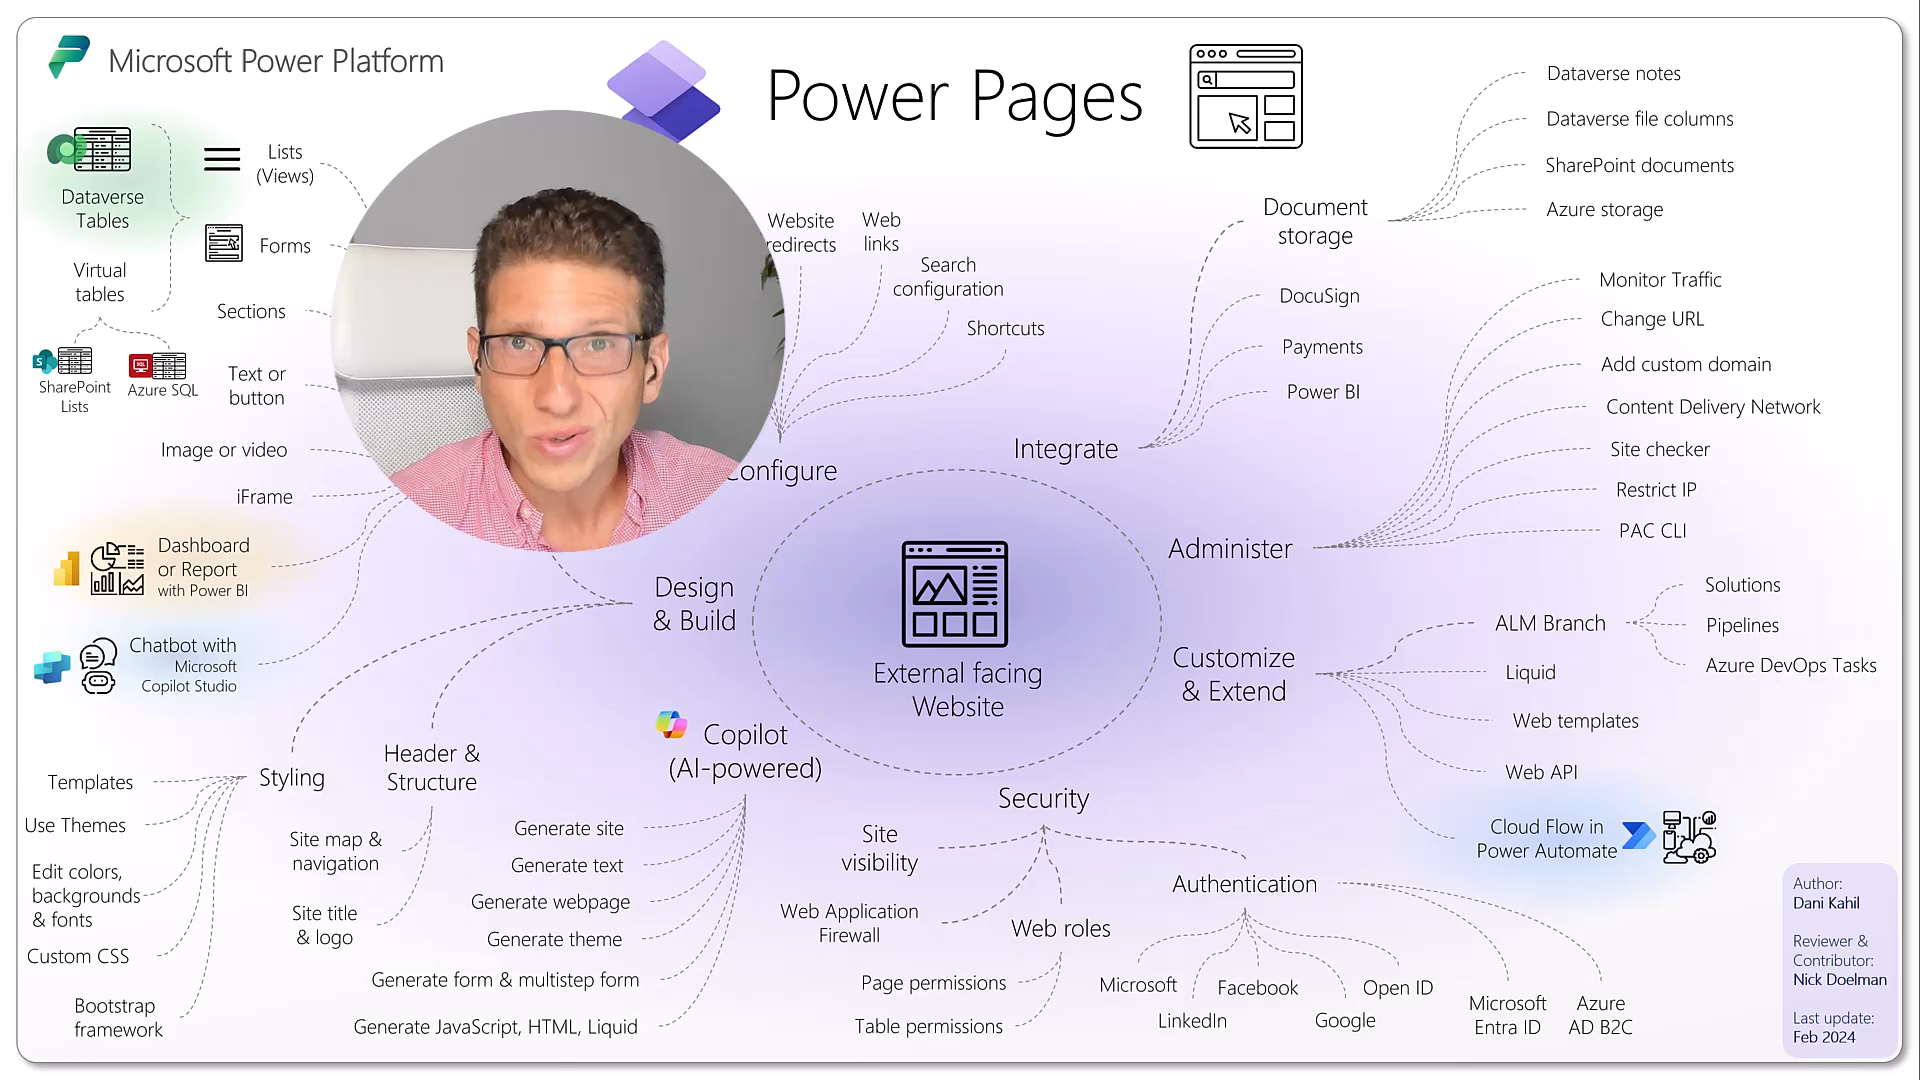 Microsoft Power Platform
Power Pages
Dataverse
Tables
Virtual
tables
SharePoint
Lists
Azure SQL
SQL
S
Lists
(Views)
Forms
Sections
Text or
button
Image or video
iFrame
Dashboard
or Report
with Power BI
Chatbot with
Microsoft
Copilot Studio
Design
& Build
Styling
Templates
Use Themes
Edit colors,
backgrounds
& fonts
Custom CSS
Bootstrap
framework
Header &
Structure
Site map &
navigation
Site title
& logo
Copilot
(AI-powered)
Generate site
Generate text
Generate webpage
Generate theme
Generate form & multistep form
Generate JavaScript, HTML, Liquid
onfigure
Website
redirects
Web
links
Search
configuration
Shortcuts
External facing
Website
Integrate
Document
storage
Dataverse notes
Dataverse file columns
SharePoint documents
Azure storage
DocuSign
Payments
Power BI
Administer
Monitor Traffic
Change URL
Add custom domain
Content Delivery Network
Site checker
Restrict IP
PAC CLI
Customize
& Extend
ALM Branch
Solutions
Pipelines
Azure DevOps Tasks
Liquid
Web templates
Web API
Cloud Flow in
Power Automate
Security
Site
visibility
Web Application
Firewall
Web roles
Page permissions
Table permissions
Authentication
Microsoft
LinkedIn
Facebook
Google
Open ID
Microsoft
Entra ID
Azure
AD B2C
Author:
Dani Kahil
Reviewer &
Contributor:
Nick Doelman
Last update:
Feb 2024